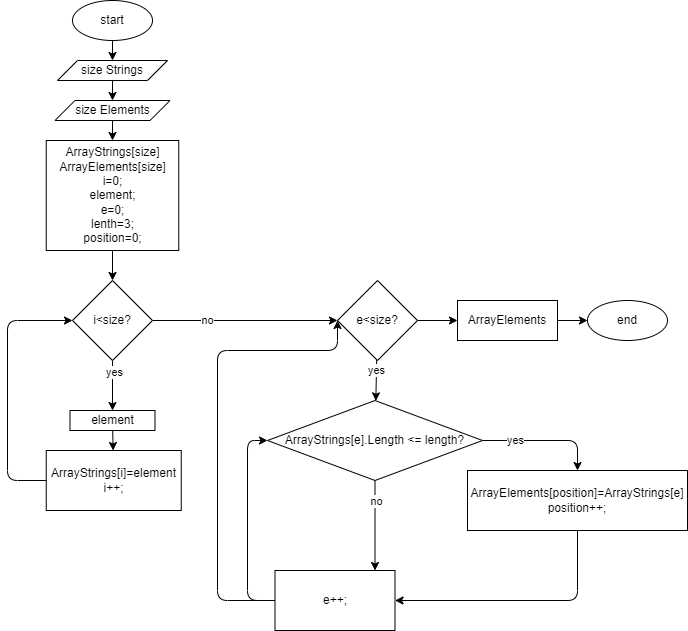 start
size Strings
size Elements
ArrayStrings[size]
ArrayElements[size]
i=0;
element;
e=0;
lenth=3;
position=0;
i<size?
no
e<size?
ArrayElements
end
yes
yes
element
ArrayStrings[e].Length <= length?
yes
ArrayStrings[i]=element
i++;
ArrayElements[position]=ArrayStrings[e]
position++;
no
e++;